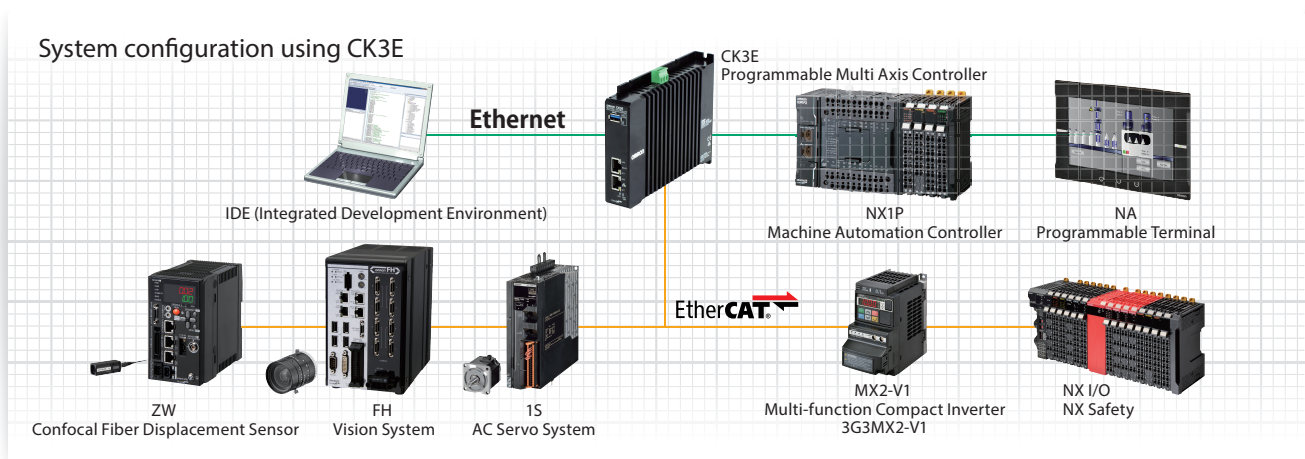 System configuration using CK3E
CK3E
Programmable Multi Axis Controller
Ethernet
IDE (Integrated Development Environment)
NX1P
Machine Automation Controller
NA
Programmable Terminal
FH
EtherCAT®
ZW
Confocal Fiber Displacement Sensor
FH
Vision System
1S
AC Servo System
MX2-V1
Multi-function Compact Inverter
3G3MX2-V1
NX I/O
NX Safety